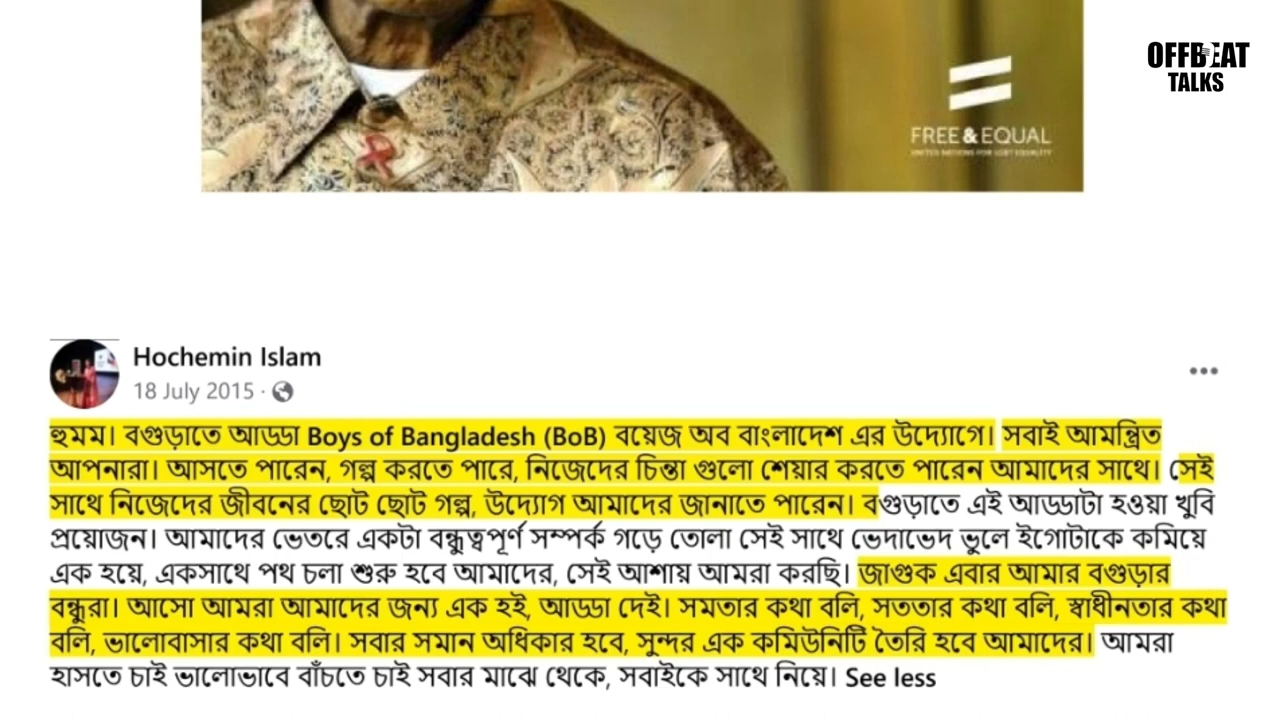 OFFBEAT
TALKS
FREE & EQUAL
UNITED NATIONS FOR LGBT EQUALITY
Hochemin Islam
18 July 2015 ·
হুমম। বগুড়াতে আড্ডা Boys of Bangladesh (BoB) বয়েজ অব বাংলাদেশ এর উদ্যোগে। সবাই আমন্ত্রিত
আপনারা। আসতে পারেন, গল্প করতে পারে, নিজেদের চিন্তা গুলো শেয়ার করতে পারেন আমাদের সাথে। সেই
সাথে নিজেদের জীবনের ছোট ছোট গল্প, উদ্যোগ আমাদের জানাতে পারেন। বগুড়াতে এই আড্ডাটা হওয়া খুবি
প্রয়োজন। আমাদের ভেতরে একটা বন্ধুত্বপূর্ণ সম্পর্ক গড়ে তোলা সেই সাথে ভেদাভেদ ভুলে ইগোটাকে কমিয়ে
এক হয়ে, একসাথে পথ চলা শুরু হবে আমাদের, সেই আশায় আমরা করছি। জাগুক এবার আমার বগুড়ার
বন্ধুরা। আসো আমরা আমাদের জন্য এক হই, আড্ডা দেই। সমতার কথা বলি, সততার কথা বলি, স্বাধীনতার কথা
বলি, ভালোবাসার কথা বলি। সবার সমান অধিকার হবে, সুন্দর এক কমিউনিটি তৈরি হবে আমাদের। আমরা
হাসতে চাই ভালোভাবে বাঁচতে চাই সবার মাঝে থেকে, সবাইকে সাথে নিয়ে। See less